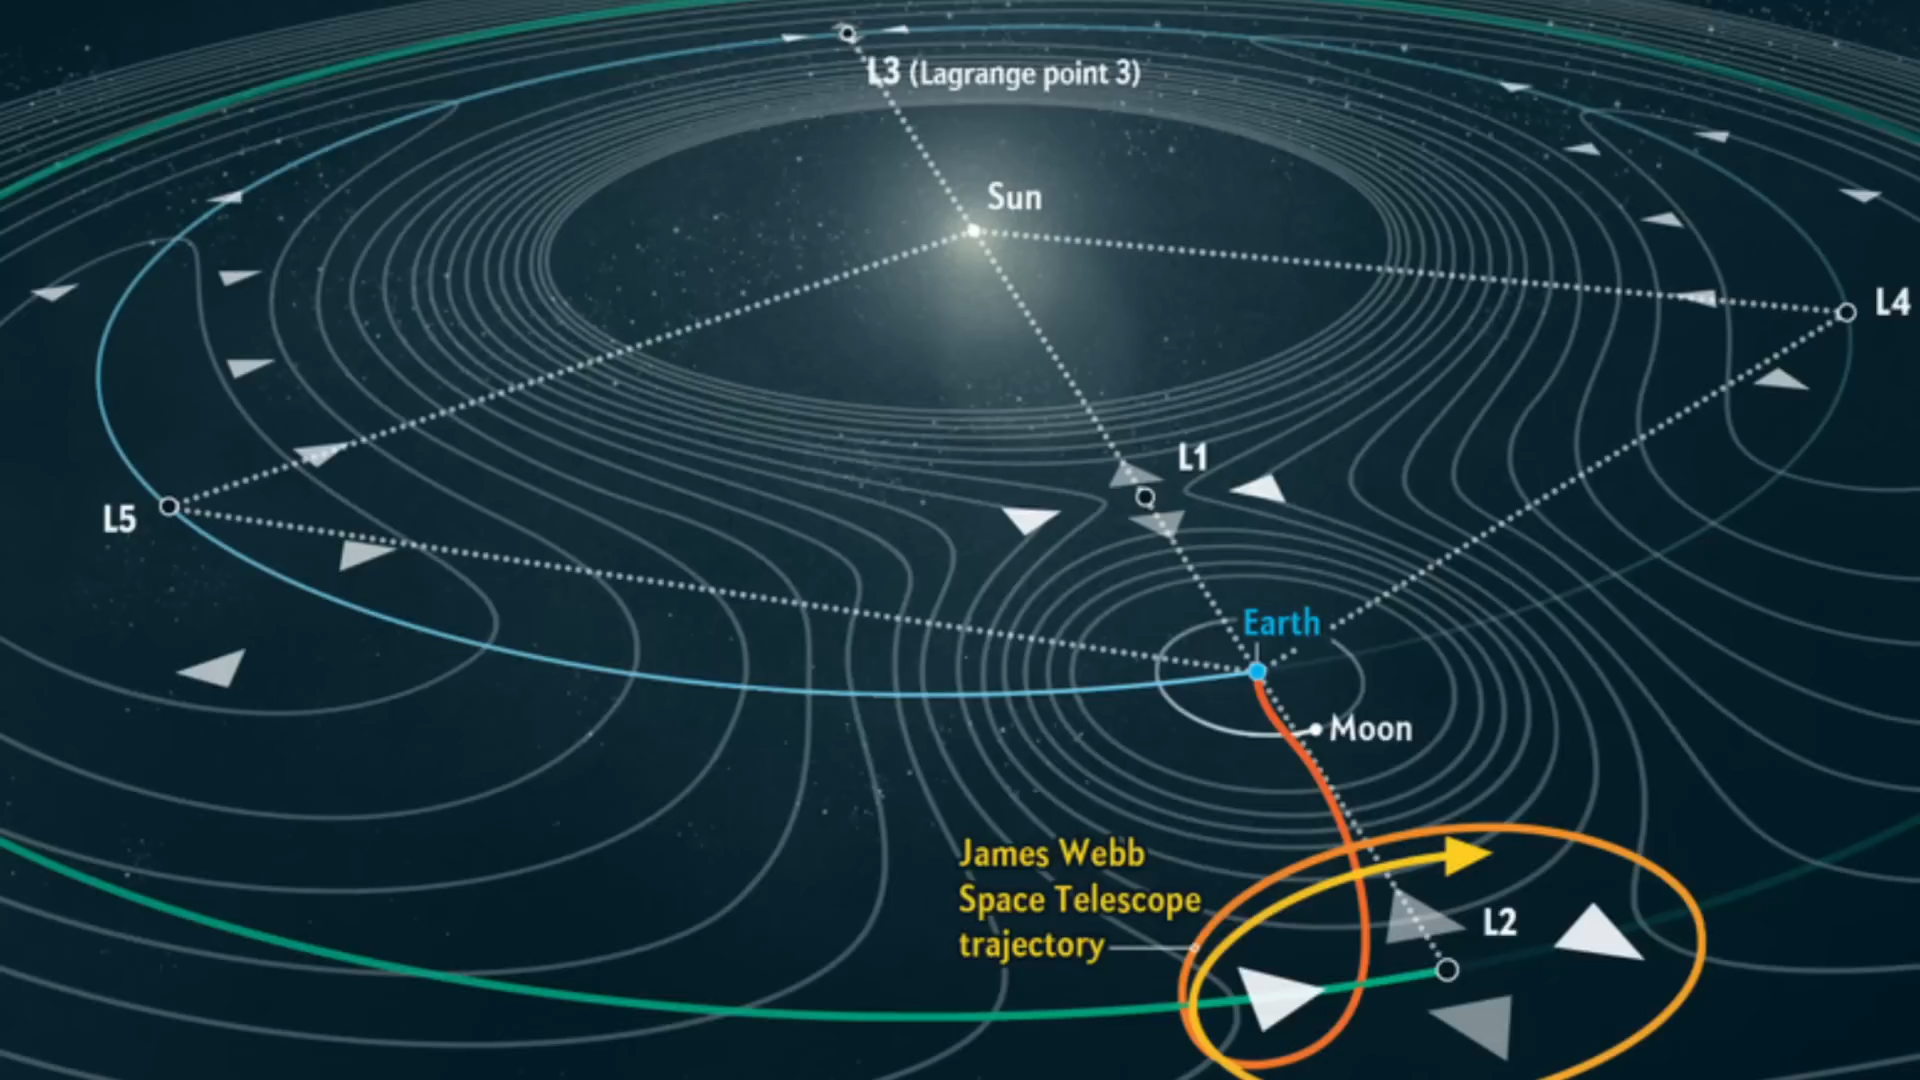 L3 (Lagrange point 3)
Sun
L4
L1
L5
Earth
Moon
James Webb
Space Telescope
trajectory
L2